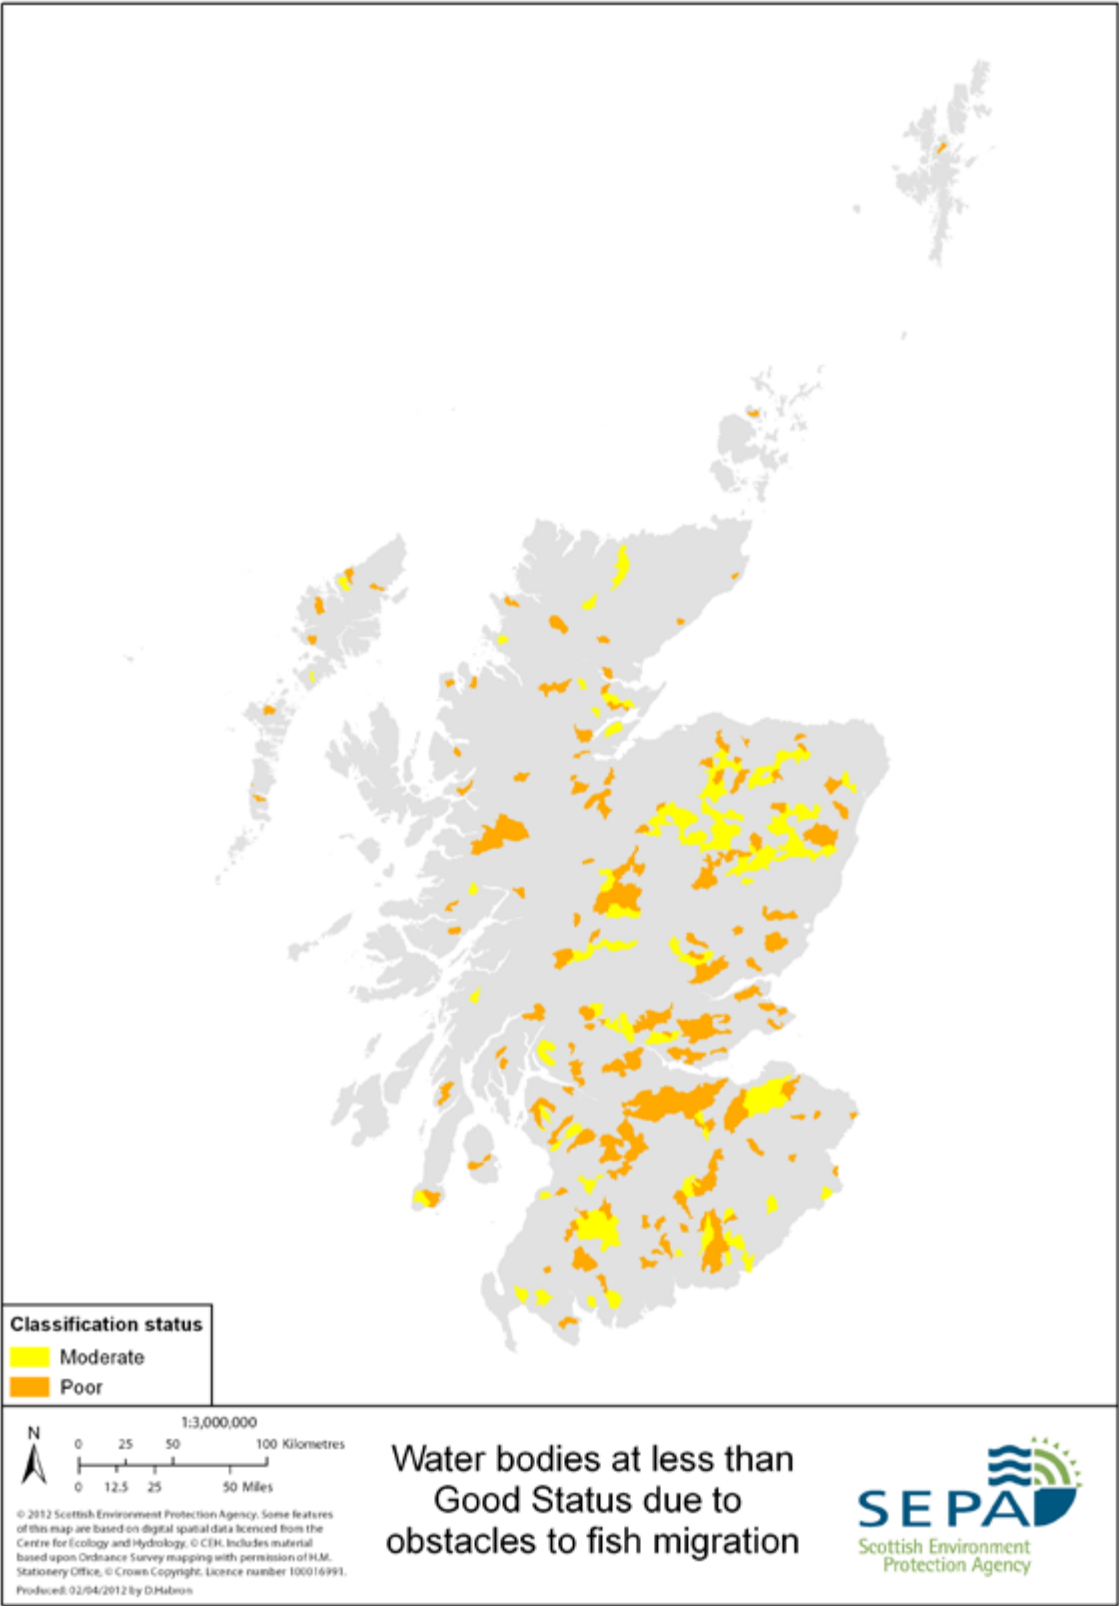 Classification status
Moderate
Poor
N
1:3,000,000
0 25 50 100 Kilometres
0 12.5 25 50 Miles
© 2012 Scottish Environment Protection Agency. Some features
of this map are based on digital spatial data licenced from the
Centre for Ecology and Hydrology, © CEH. Includes material
based upon Ordnance Survey mapping with permission of H.M.
Stationery Office, © Crown Copyright. Licence number 100016991.
Produced: 02/04/2012 by D.Habron
Water bodies at less than
Good Status due to
obstacles to fish migration
SEPA
Scottish Environment
Protection Agency